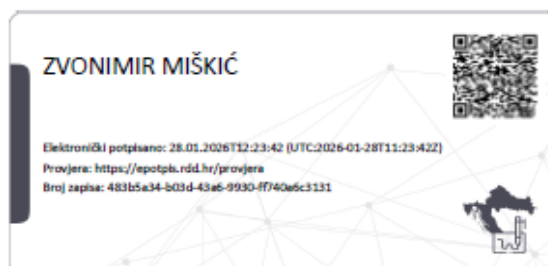 ZVONIMIR MIŠKIĆ
Elektronički potpisano: 28.01.2026T12:23:42 (UTC:2026-01-28T11:23:42Z)
Provjera: https://epotpis.rdd.hr/provjera
Broj zapisa: 483b5a34-b03d-43a6-9930-ff740a6c3131